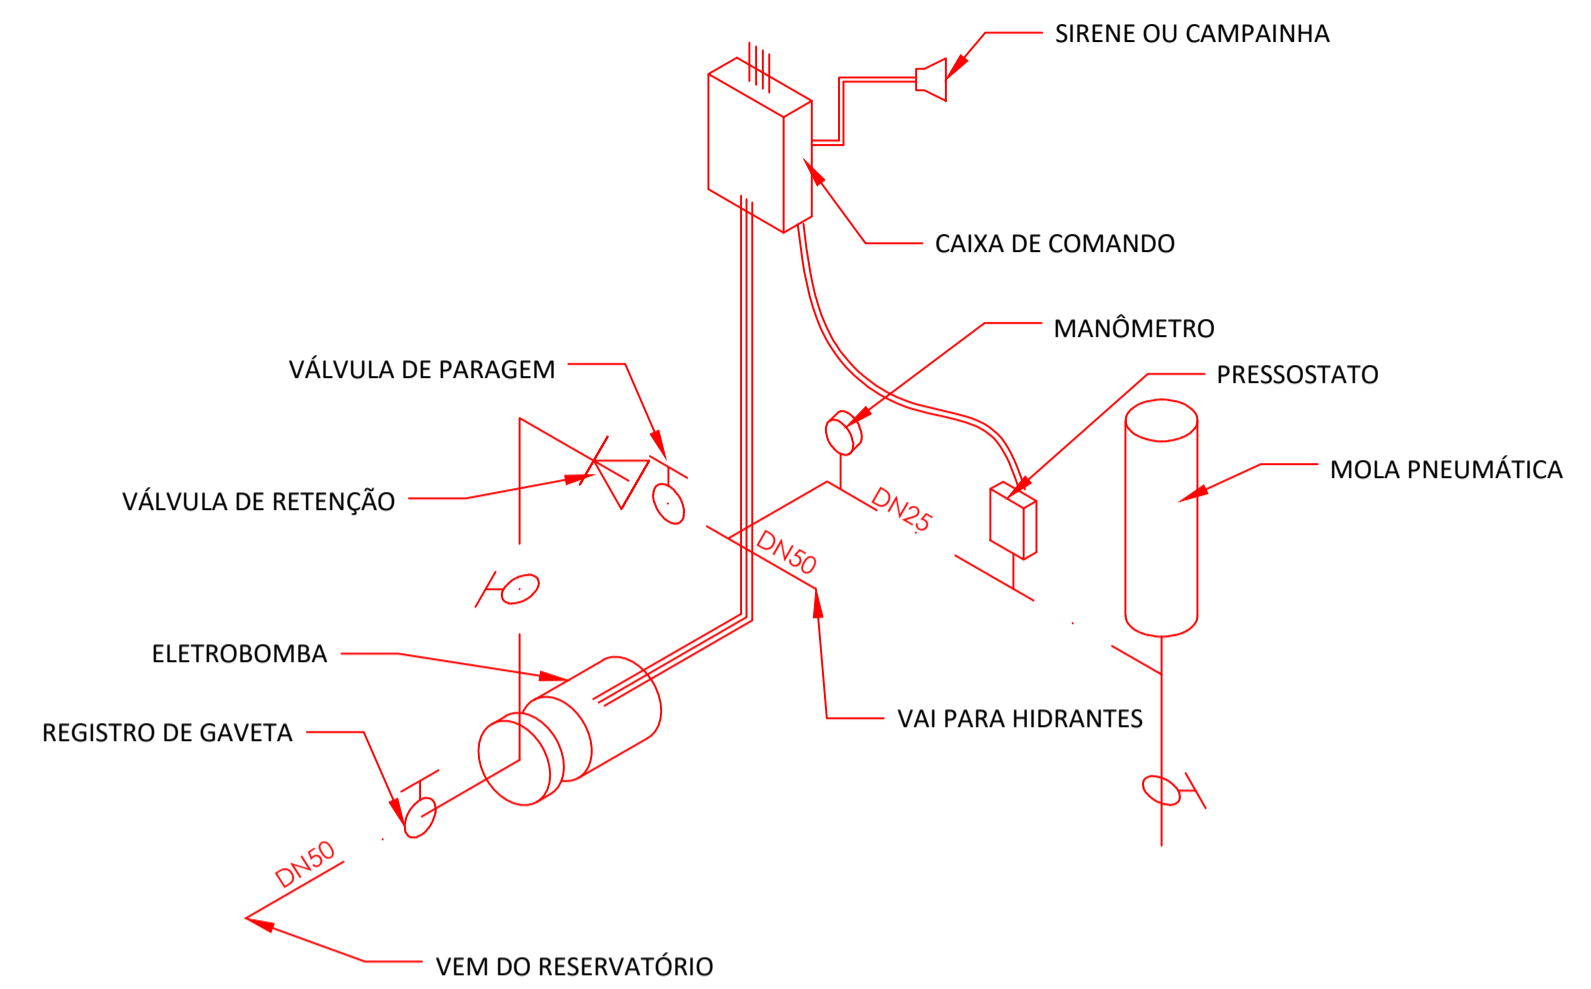 SIRENE OU CAMPAINHA
CAIXA DE COMANDO
MANÔMETRO
VÁLVULA DE PARAGEM
PRESSOSTATO
MOLA PNEUMÁTICA
VÁLVULA DE RETENÇÃO
DN25
DN50
ELETROBOMBA
VAI PARA HIDRANTES
REGISTRO DE GAVETA
DN50
VEM DO RESERVATÓRIO